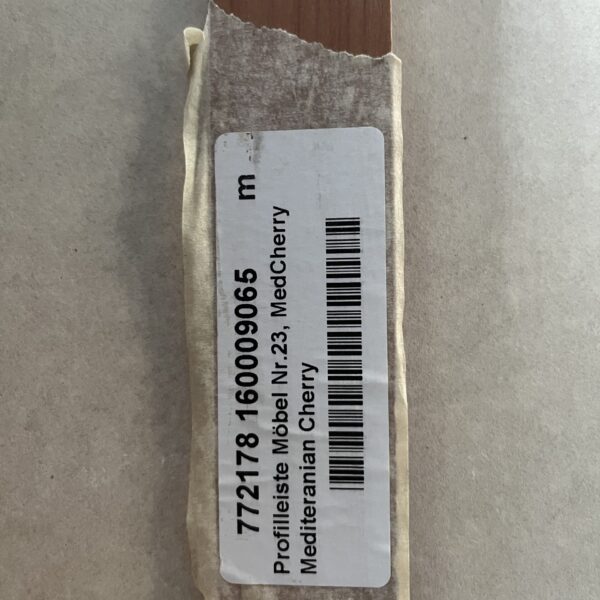 772178 160009065 m
Profilleiste Möbel Nr.23, MedCherry
Mediteranian Cherry